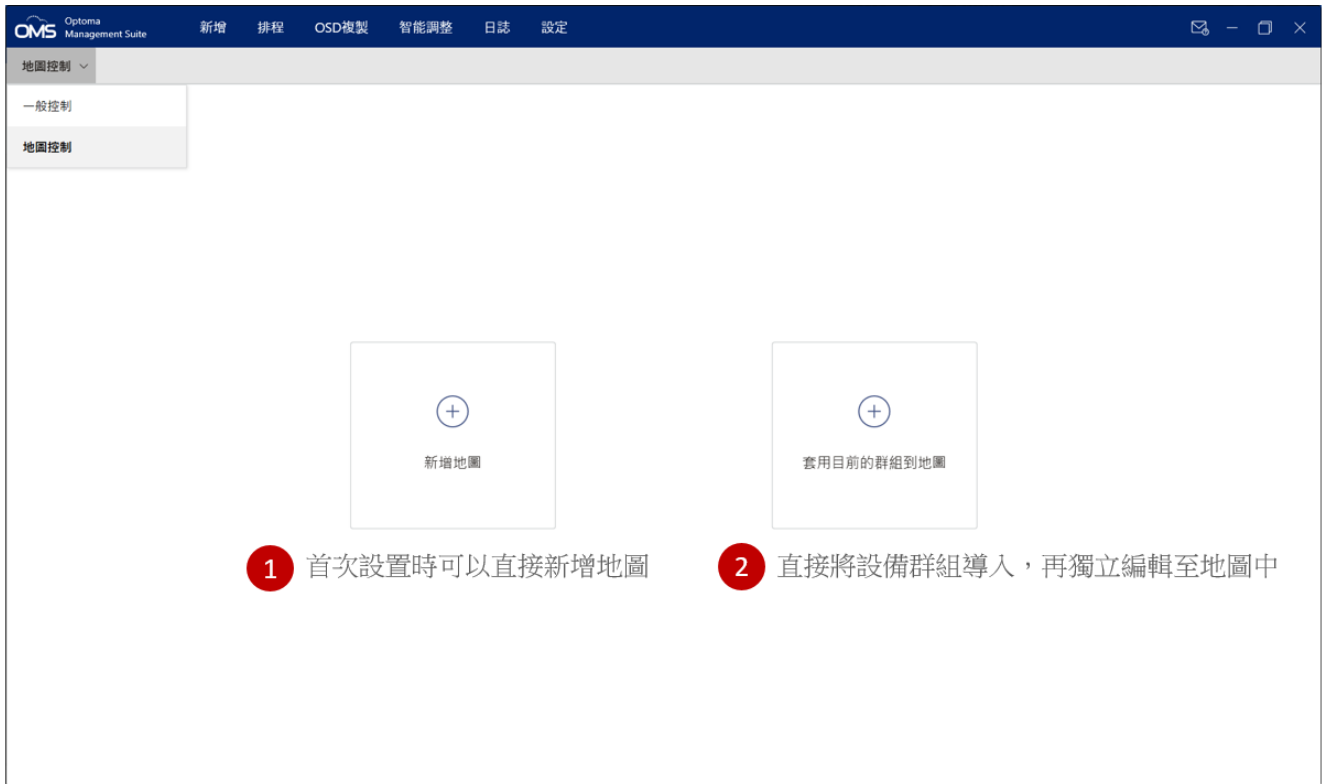 OMS Optoma Management Suite
新增 排程 OSD複製 智能調整 日誌 設定
地圖控制
一般控制
地圖控制
新增地圖
套用目前的群組到地圖
1 首次設置時可以直接新增地圖
2 直接將設備群組導入，再獨立編輯至地圖中